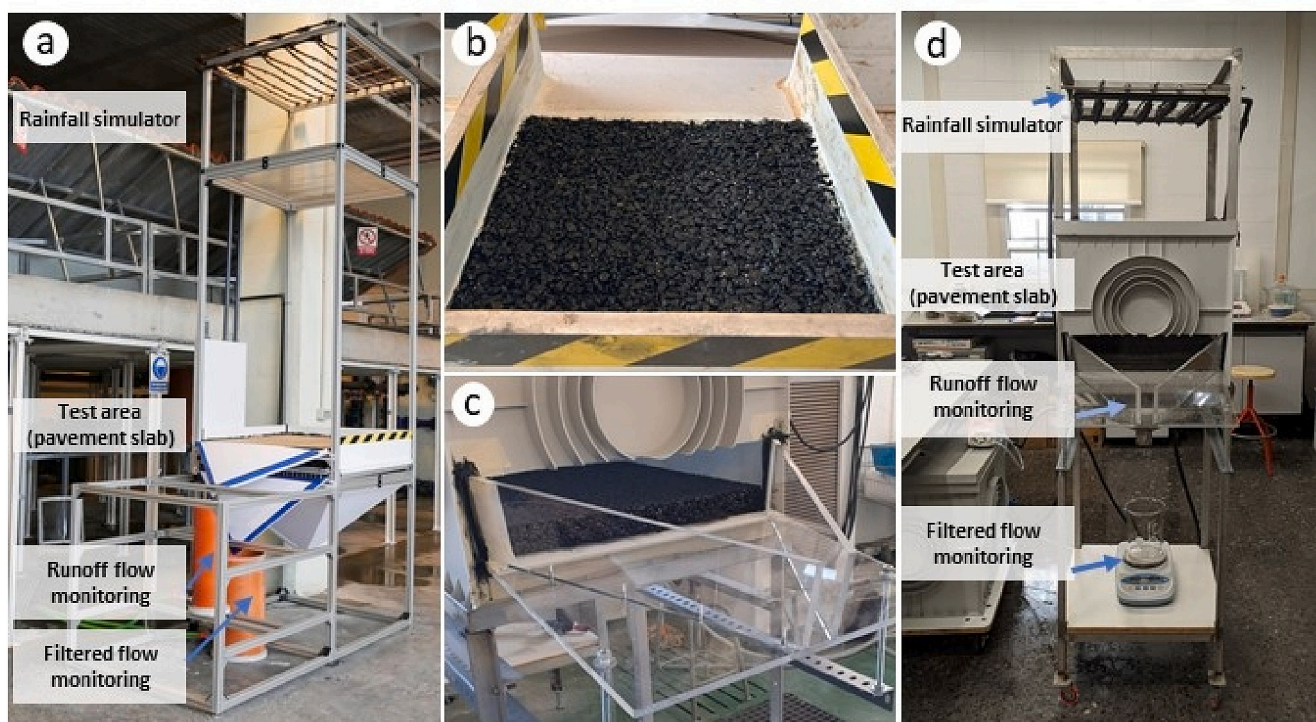 a
Rainfall simulator
Test area
(pavement slab)
Runoff flow
monitoring
Filtered flow
monitoring
b
c
d
Rainfall simulator
Test area
(pavement slab)
Runoff flow
monitoring
Filtered flow
monitoring